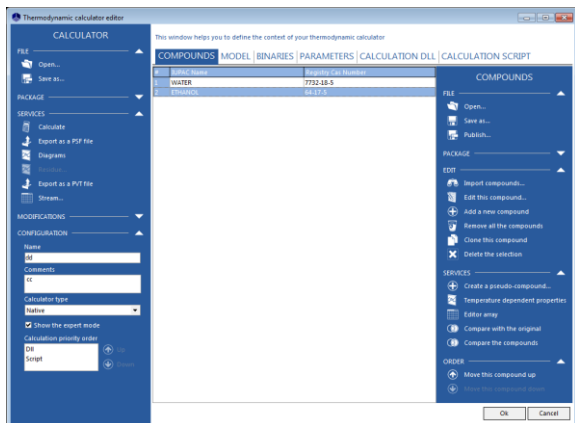 Thermodynamic calculator editor
CALCULATOR
FILE
Open...
Save as...
PACKAGE
SERVICES
Calculate
Export as a PSF file
Diagrams
Residue...
Export as a PVT file
Stream...
MODIFICATIONS
CONFIGURATION
Name
dd
Comments
cc
Calculator type
Native
Show the expert mode
Calculation priority order
Dll
Script
Up
Down
This window helps you to define the context of your thermodynamic calculator
COMPOUNDS MODEL BINARIES PARAMETERS CALCULATION DLL CALCULATION SCRIPT
# IUPAC Name Registry Cas Number
1 WATER 7732-18-5
2 ETHANOL 64-17-5
COMPOUNDS
FILE
Open...
Save as...
Publish...
PACKAGE
EDIT
Import compounds...
Edit this compound...
Add a new compound
Remove all the compounds
Clone this compound
Delete the selection
SERVICES
Create a pseudo-compound...
Temperature dependent properties
Editor array
Compare with the original
Compare the compounds
ORDER
Move this compound up
Move this compound down
Ok Cancel